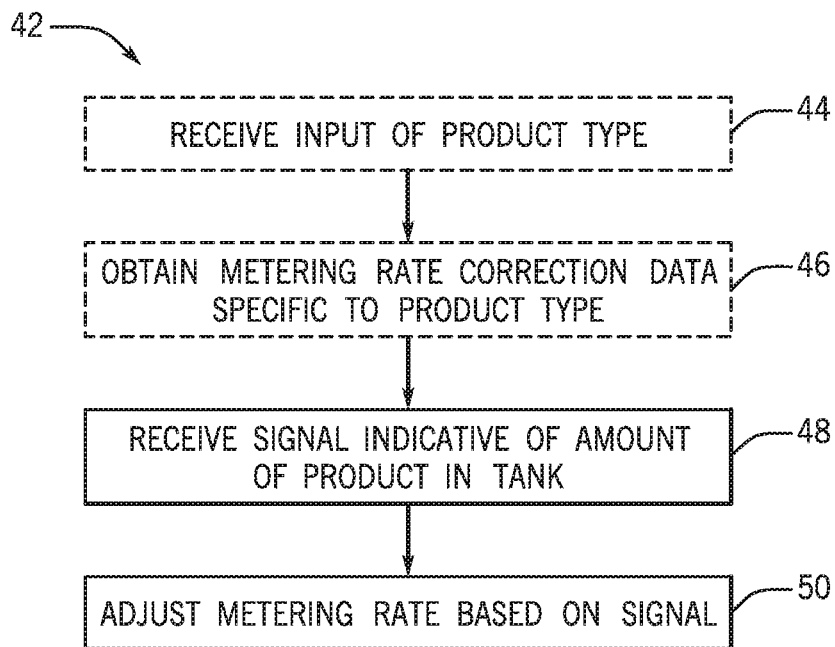 42
RECEIVE INPUT OF PRODUCT TYPE
44
OBTAIN METERING RATE CORRECTION DATA
SPECIFIC TO PRODUCT TYPE
46
RECEIVE SIGNAL INDICATIVE OF AMOUNT
OF PRODUCT IN TANK
48
ADJUST METERING RATE BASED ON SIGNAL
50